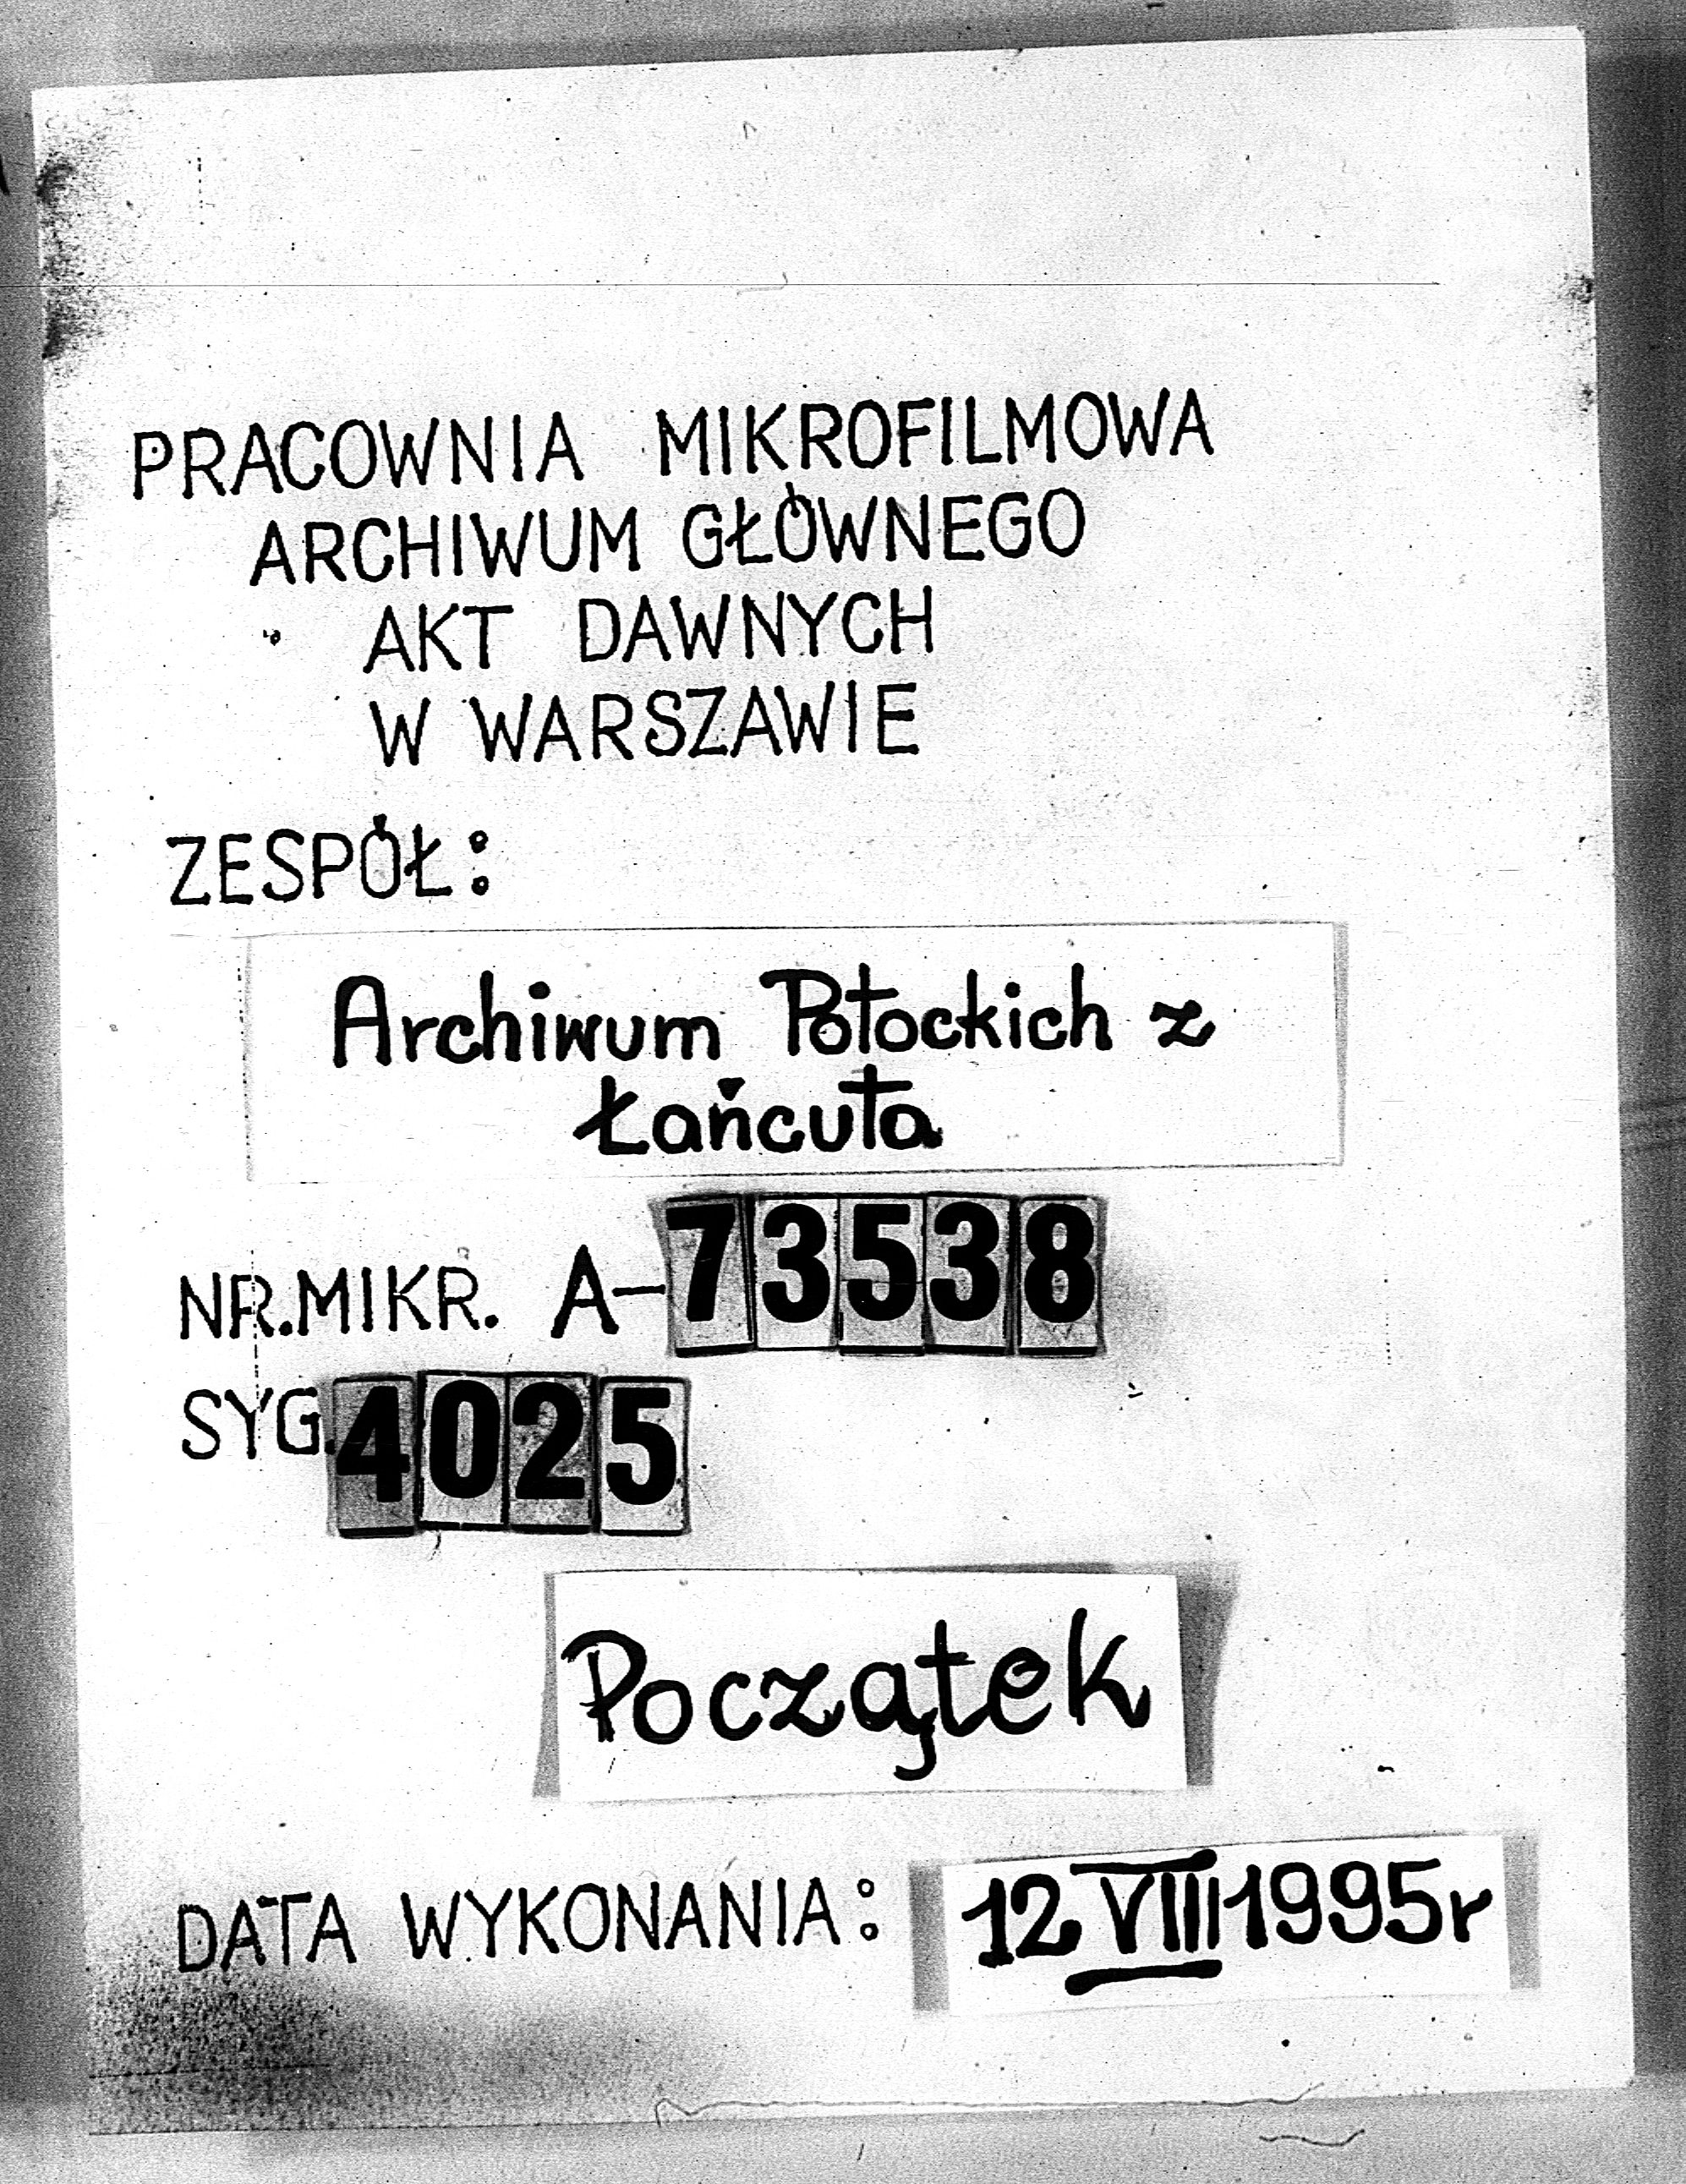 PRACOWNIA MIKROFILMOWA
ARCHIWUM GŁÓWNEGO
AKT DAWNYCH
W WARSZAWIE
ZESPÓŁ:
Archiwum Potockich z
Łańcuta
NR. MIKR. A-73538
SYG. 4025
Początek
DATA WYKONANIA: 12 VIII 1995r